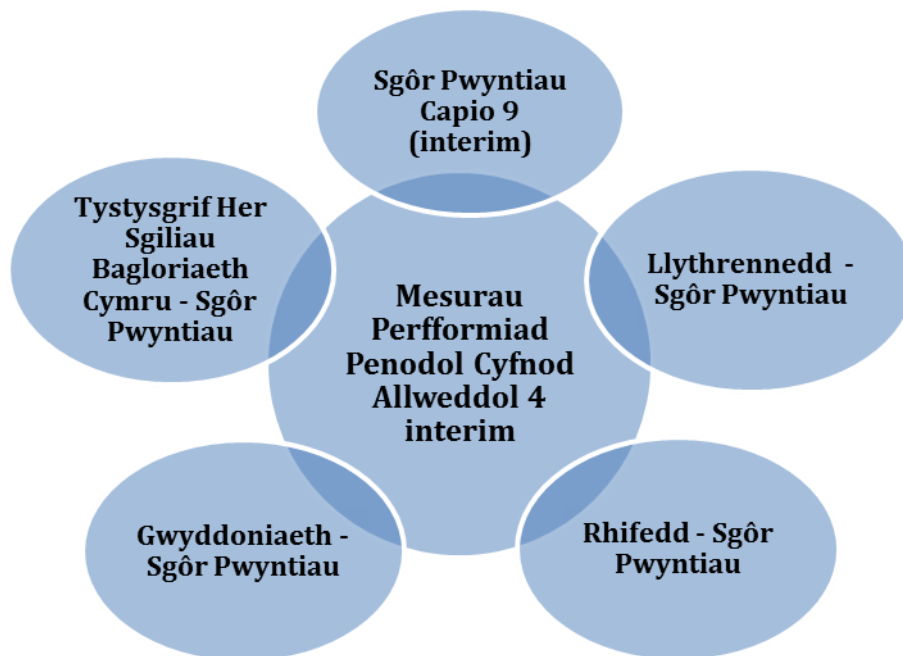 Sgôr Pwyntiau
Capio 9
(interim)
Tystysgrif Her
Sgiliau
Bagloriaeth
Cymru - Sgôr
Pwyntiau
Llythrennedd -
Sgôr Pwyntiau
Mesurau
Perfformiad
Penodol Cyfnod
Allweddol 4
interim
Gwyddoniaeth -
Sgôr Pwyntiau
Rhifedd - Sgôr
Pwyntiau